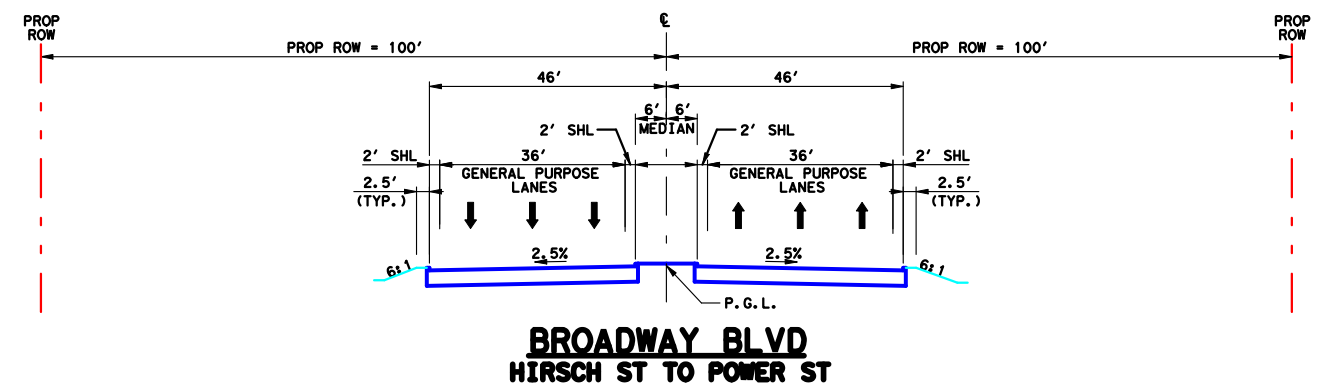 PROP
ROW
℄
PROP
ROW
PROP ROW = 100'
PROP ROW = 100'
46'
46'
6'
6'
MEDIAN
2' SHL
2' SHL
2' SHL
36'
36'
2' SHL
GENERAL PURPOSE
LANES
GENERAL PURPOSE
LANES
2.5'
(TYP.)
2.5'
(TYP.)
6:1
2.5%
2.5%
6:1
P.G.L.
BROADWAY BLVD
HIRSCH ST TO POWER ST